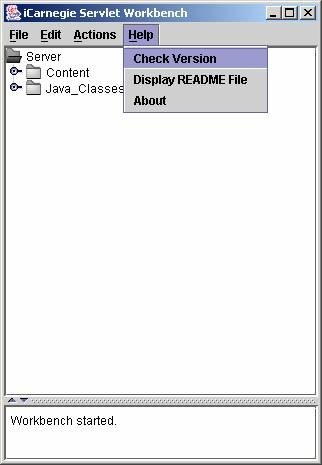 iCarnegie Servlet Workbench
File Edit Actions Help
Server
Content
Java_Classes
Check Version
Display README File
About
Workbench started.